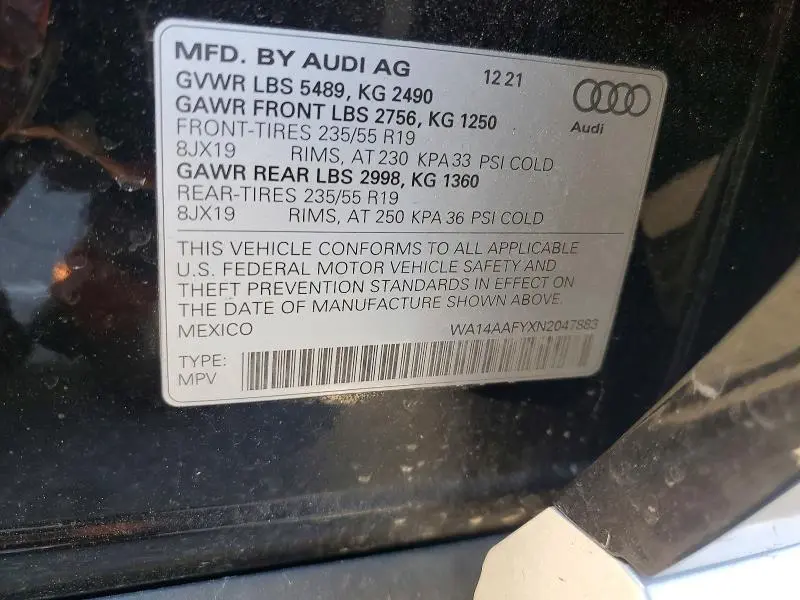 MFD. BY AUDI AG 12 21
GVWR LBS 5489, KG 2490
GAWR FRONT LBS 2756, KG 1250
Audi
FRONT-TIRES 235/55 R19
8JX19 RIMS, AT 230 KPA 33 PSI COLD
GAWR REAR LBS 2998, KG 1360
REAR-TIRES 235/55 R19
8JX19 RIMS, AT 250 KPA 36 PSI COLD
THIS VEHICLE CONFORMS TO ALL APPLICABLE
U.S. FEDERAL MOTOR VEHICLE SAFETY AND
THEFT PREVENTION STANDARDS IN EFFECT ON
THE DATE OF MANUFACTURE SHOWN ABOVE.
MEXICO WA14AAFYXN2047883
TYPE:
MPV